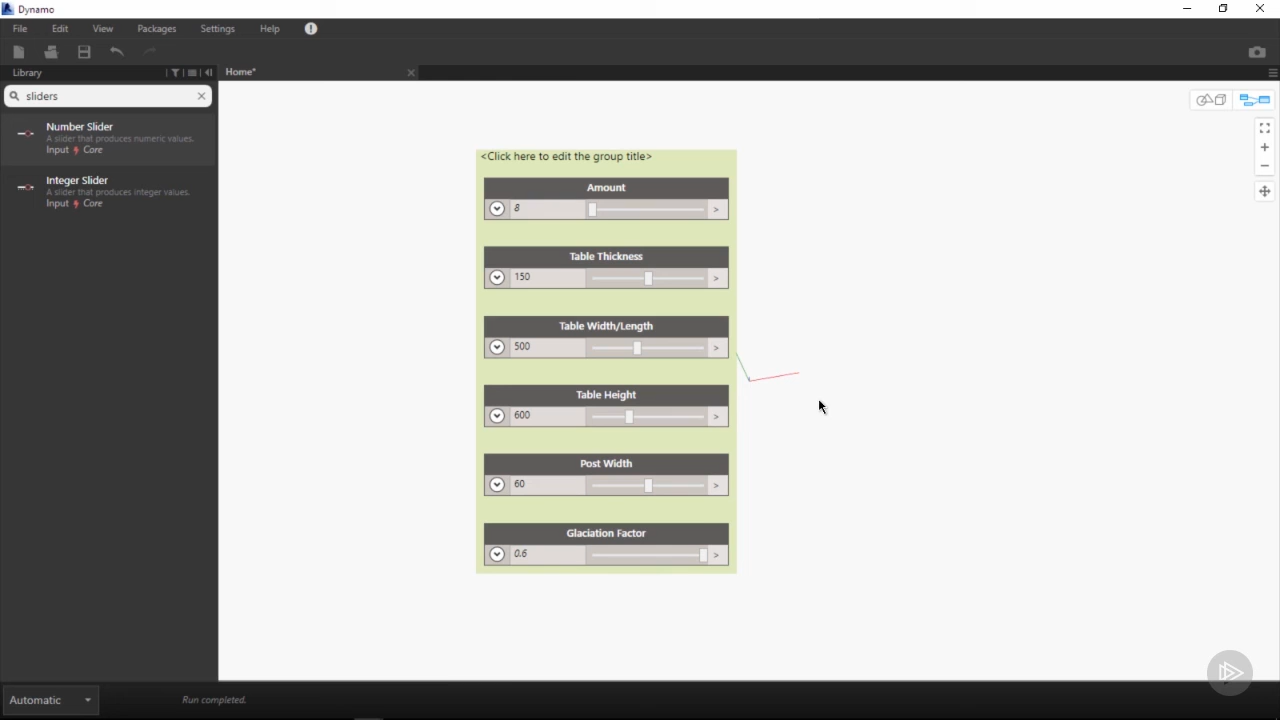 Dynamo
File Edit View Packages Settings Help
Library
Home*
sliders
Number Slider
A slider that produces numeric values.
Input Core
Integer Slider
A slider that produces integer values.
Input Core
<Click here to edit the group title>
Amount
8 >
Table Thickness
150 >
Table Width/Length
500 >
Table Height
600 >
Post Width
60 >
Glaciation Factor
0.6 >
Automatic
Run completed.